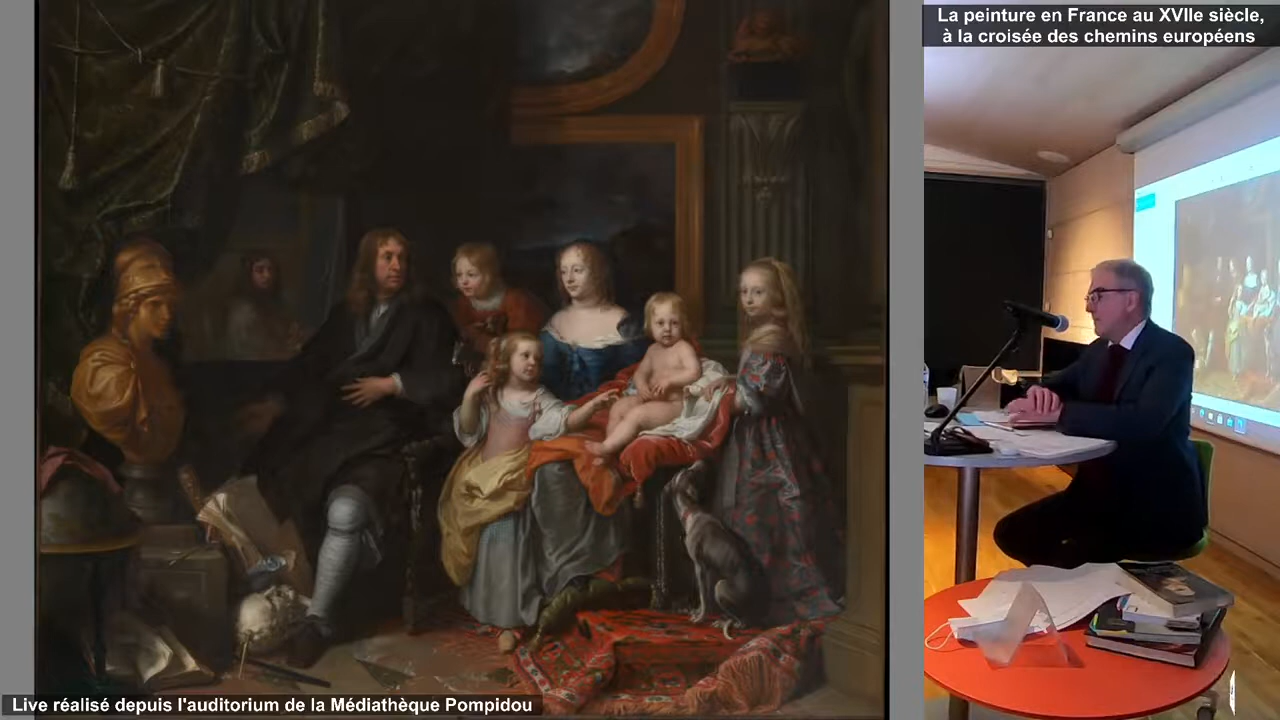 La peinture en France au XVIIe siècle,
à la croisée des chemins européens
Live réalisé depuis l'auditorium de la Médiathèque Pompidou